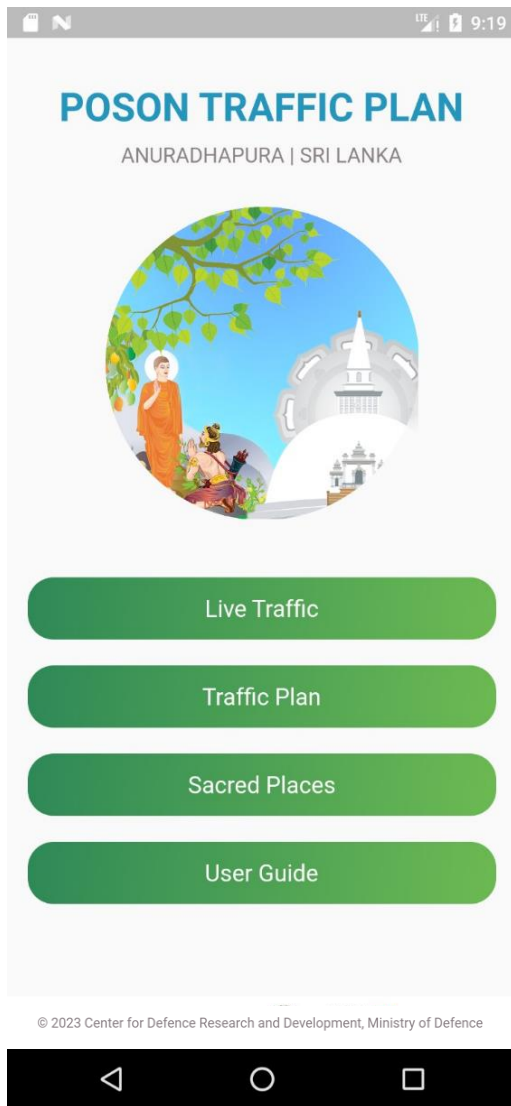 LTE 9:19
POSON TRAFFIC PLAN
ANURADHAPURA | SRI LANKA
Live Traffic
Traffic Plan
Sacred Places
User Guide
© 2023 Center for Defence Research and Development, Ministry of Defence